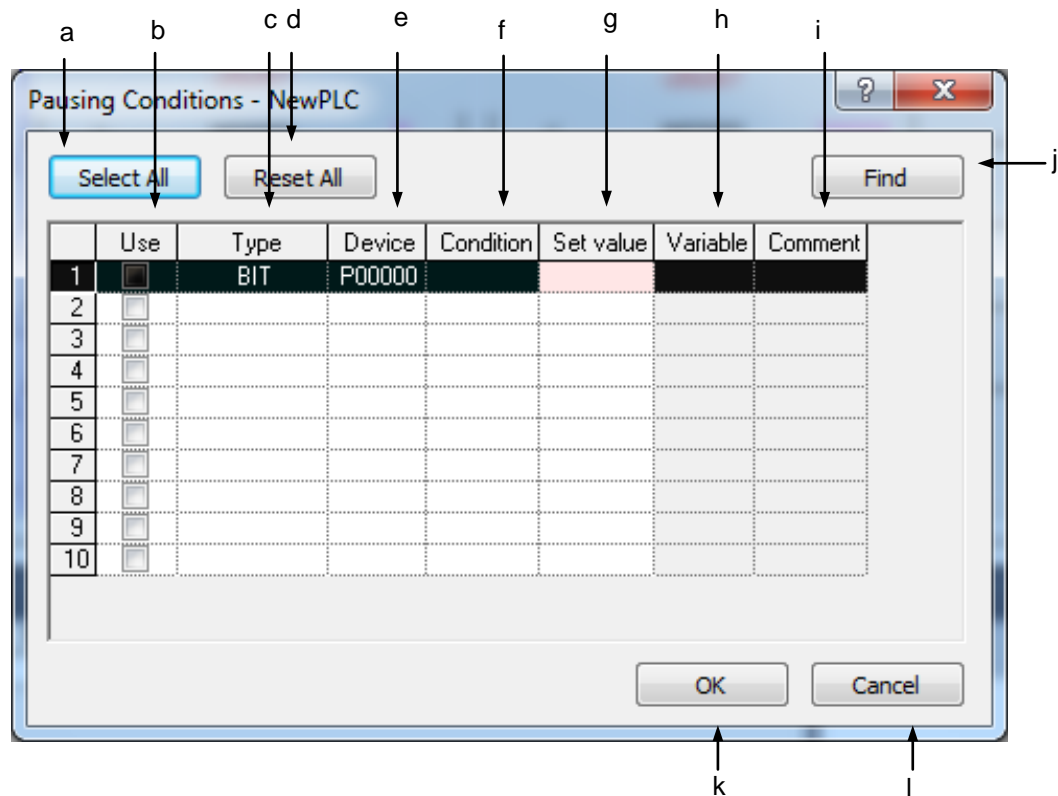 a b c d e f g h i
Pausing Conditions - NewPLC
?
X
j
Select All Reset All Find
Use Type Device Condition Set value Variable Comment
1 BIT P00000
2
3
4
5
6
7
8
9
10
OK Cancel
k l